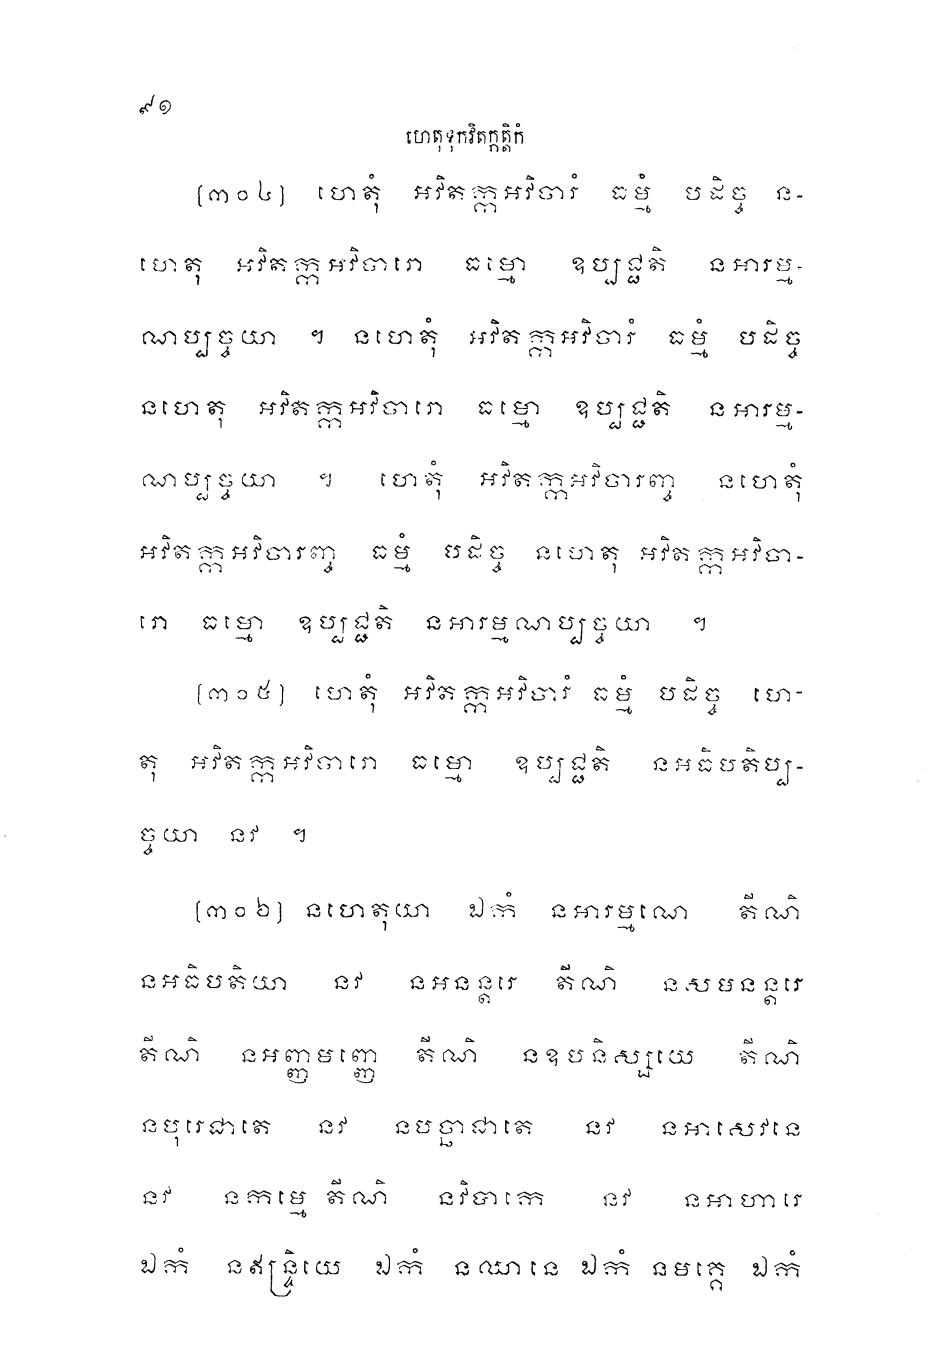 ៩១
ហេតុទុកវិតក្កត្តិកំ
(៣០៤) ហេតុំ អវិតក្កអវិចារំ ធម្មំ បដិច្ច ន-
ហេតុ អវិតក្កអវិចារោ ធម្មោ ឧប្បជ្ជតិ នអារម្ម-
ណប្បច្ចយា ។ នហេតុំ អវិតក្កអវិចារំ ធម្មំ បដិច្ច
នហេតុ អវិតក្កអវិចារោ ធម្មោ ឧប្បជ្ជតិ នអារម្ម-
ណប្បច្ចយា ។ ហេតុំ អវិតក្កអវិចារញ្ច នហេតុំ
អវិតក្កអវិចារញ្ច ធម្មំ បដិច្ច នហេតុ អវិតក្កអវិចា-
រោ ធម្មោ ឧប្បជ្ជតិ នអារម្មណប្បច្ចយា ។
(៣០៥) ហេតុំ អវិតក្កអវិចារំ ធម្មំ បដិច្ច ហេ-
តុ អវិតក្កអវិចារោ ធម្មោ ឧប្បជ្ជតិ នអធិបតិប្ប-
ច្ចយា នវ ។
(៣០៦) នហេតុយា ឯកំ នអារម្មណេ តីណិ
នអធិបតិយា នវ នអនន្តរេ តីណិ នសមនន្តរេ
តីណិ នអញ្ញមញ្ញេ តីណិ នឧបនិស្សយេ តីណិ
នបុរេជាតេ នវ នបច្ឆាជាតេ នវ នអាសេវនេ
នវ នកម្មេ តីណិ នវិបាកេ នវ នអាហារេ
ឯកំ នឥន្ទ្រិយេ ឯកំ នឈានេ ឯកំ នមគ្គេ ឯកំ